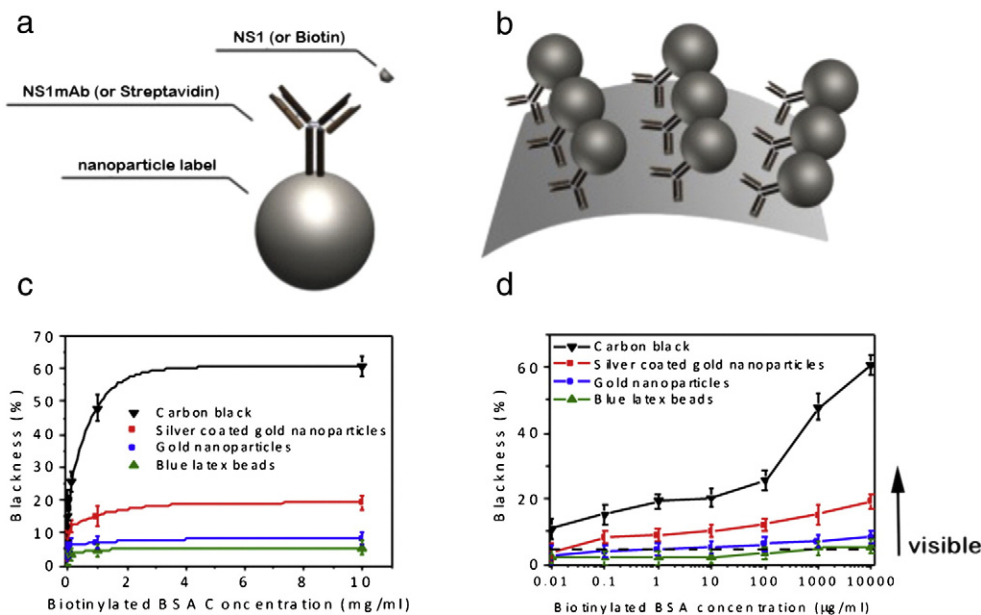 a
NS1 (or Biotin)
NS1mAb (or Streptavidin)
nanoparticle label
b
c
70
60
50
40
30
20
10
0
0
2
4
6
8
10
Blackness (%)
Carbon black
Silver coated gold nanoparticles
Gold nanoparticles
Blue latex beads
Biotinylated BSA Concentration (mg/ml)
d
60
40
20
0
0.01
0.1
1
10
100
1000
10000
Blackness (%)
Carbon black
Silver coated gold nanoparticles
Gold nanoparticles
Blue latex beads
Biotinylated BSA Concentration (µg/ml)
visible